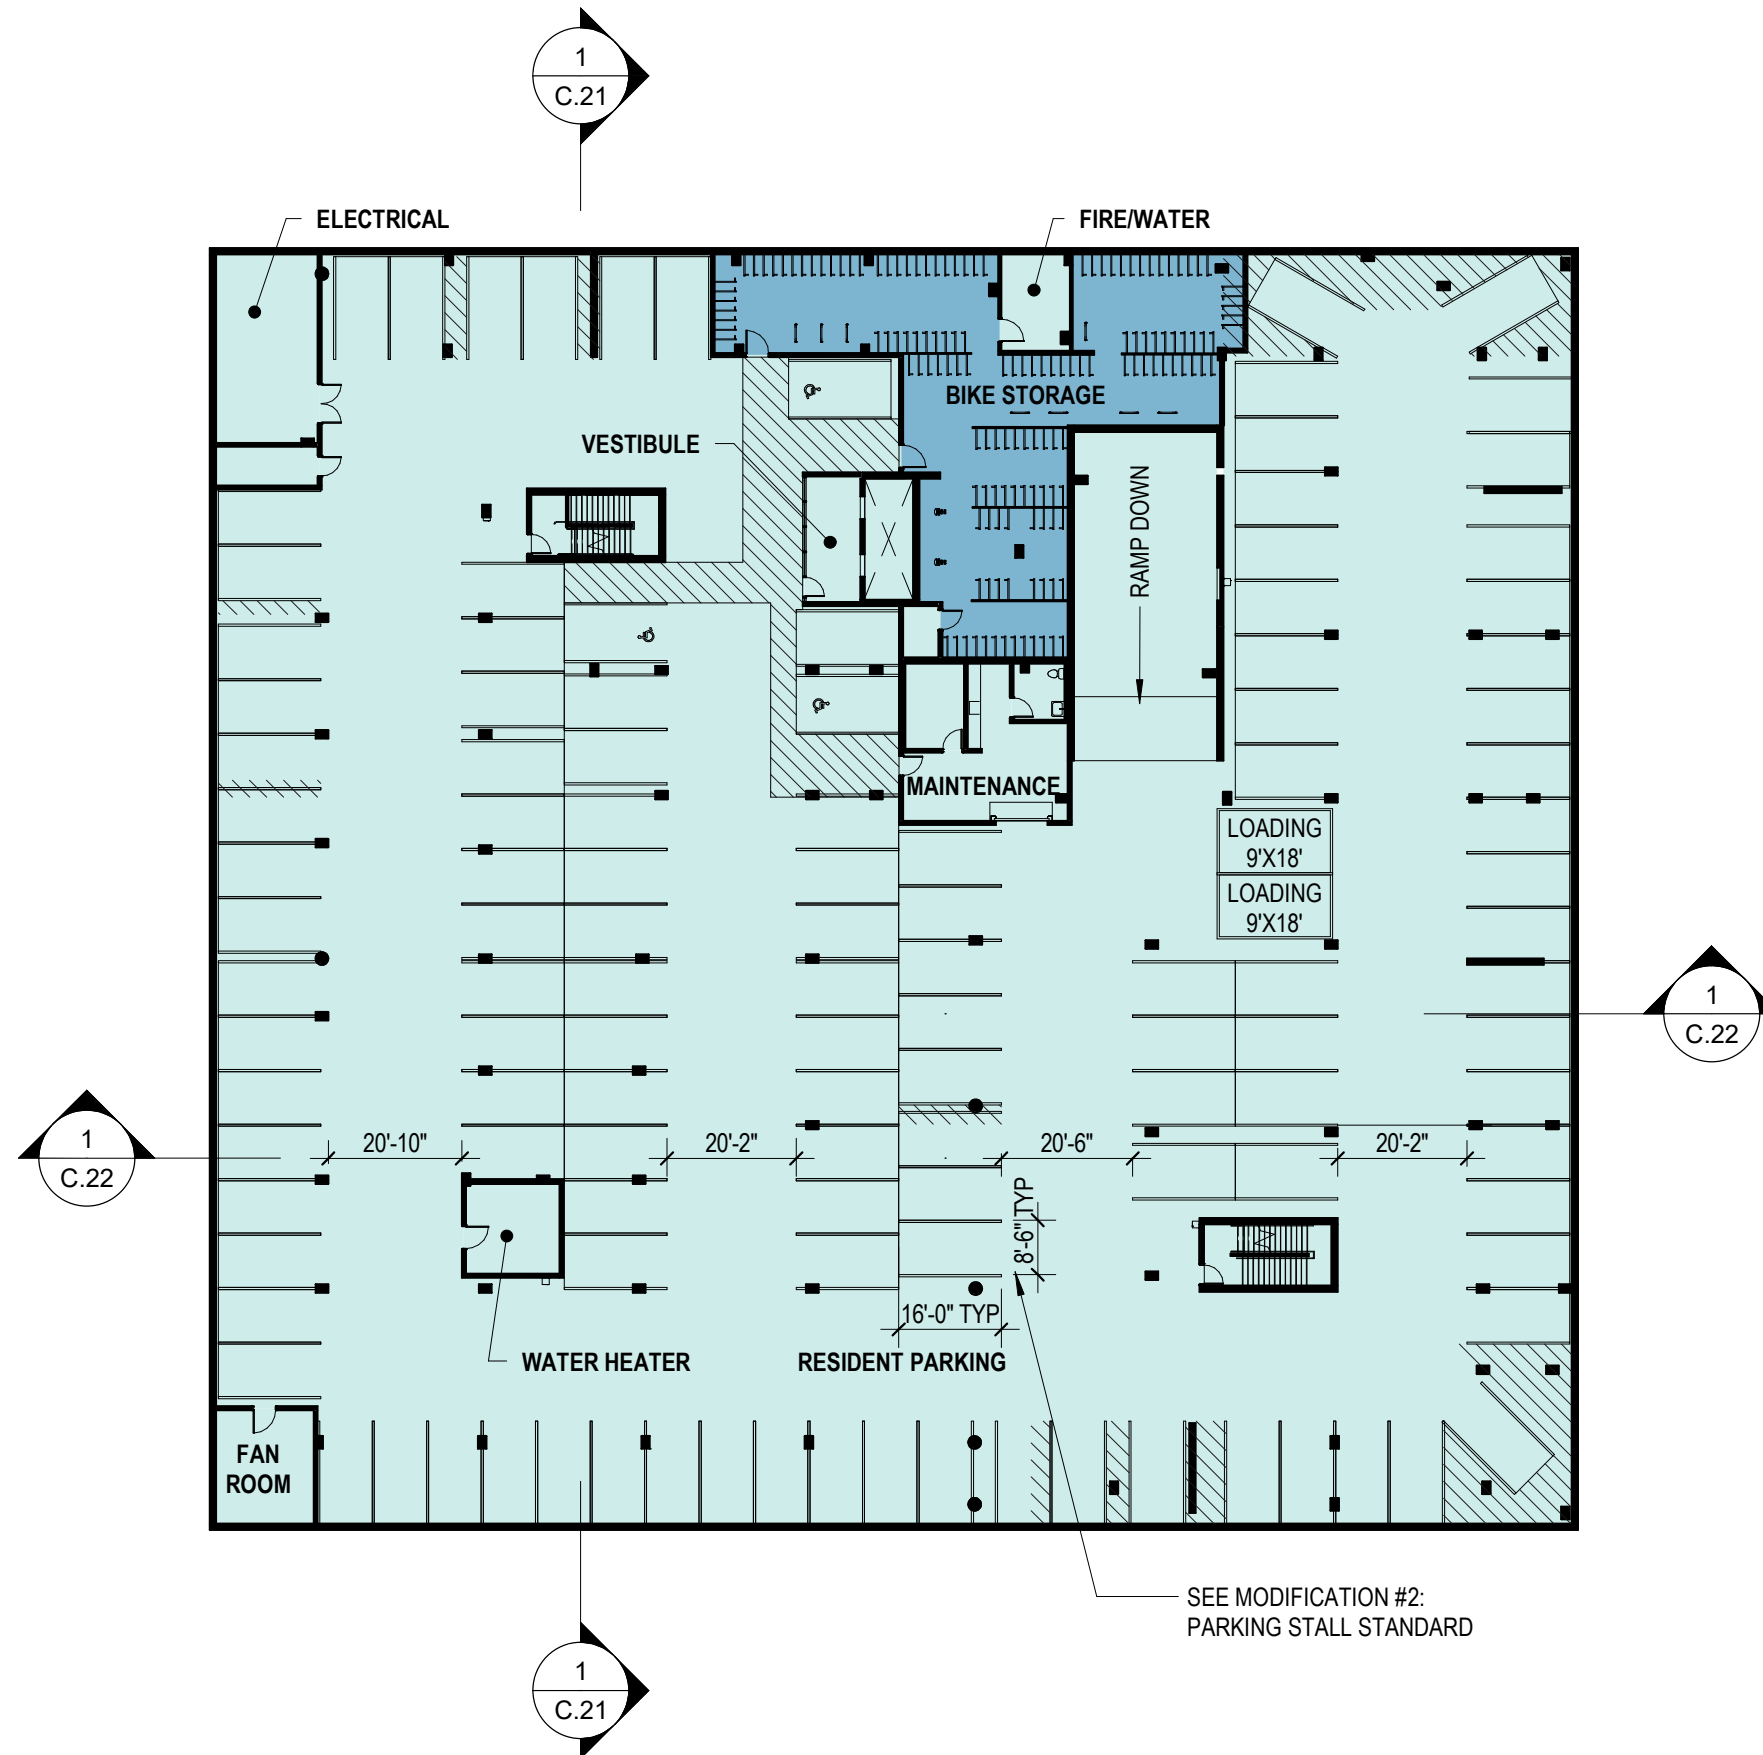 1
C.21
ELECTRICAL
FIRE/WATER
BIKE STORAGE
VESTIBULE
RAMP DOWN
MAINTENANCE
LOADING
9'X18'
LOADING
9'X18'
1
C.22
1
C.22
20'-10"
20'-2"
20'-6"
20'-2"
8'-6" TYP
16'-0" TYP
WATER HEATER
RESIDENT PARKING
FAN
ROOM
SEE MODIFICATION #2:
PARKING STALL STANDARD
1
C.21